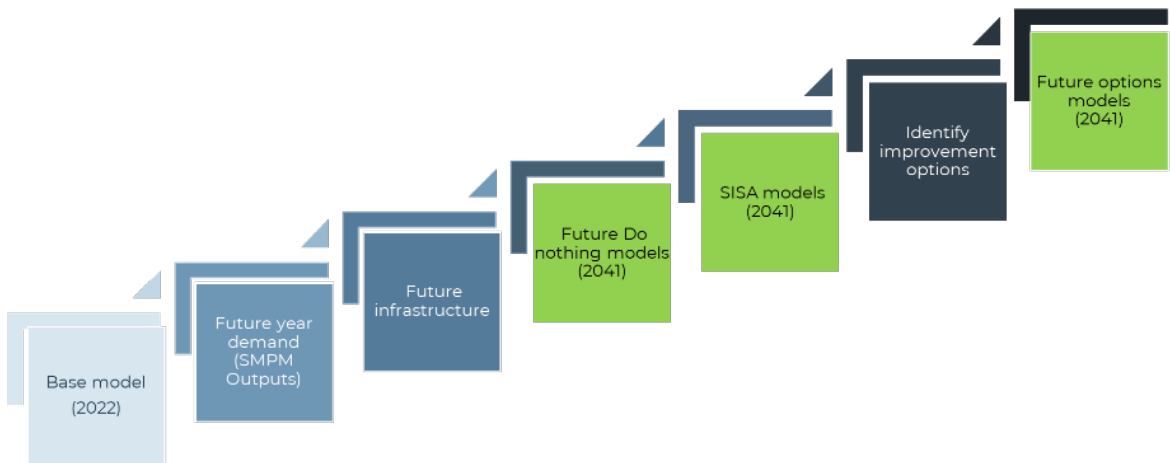 Base model
(2022)
Future year
demand
(SMPM
Outputs)
Future
infrastructure
Future Do
nothing models
(2041)
SISA models
(2041)
Identify
improvement
options
Future options
models
(2041)